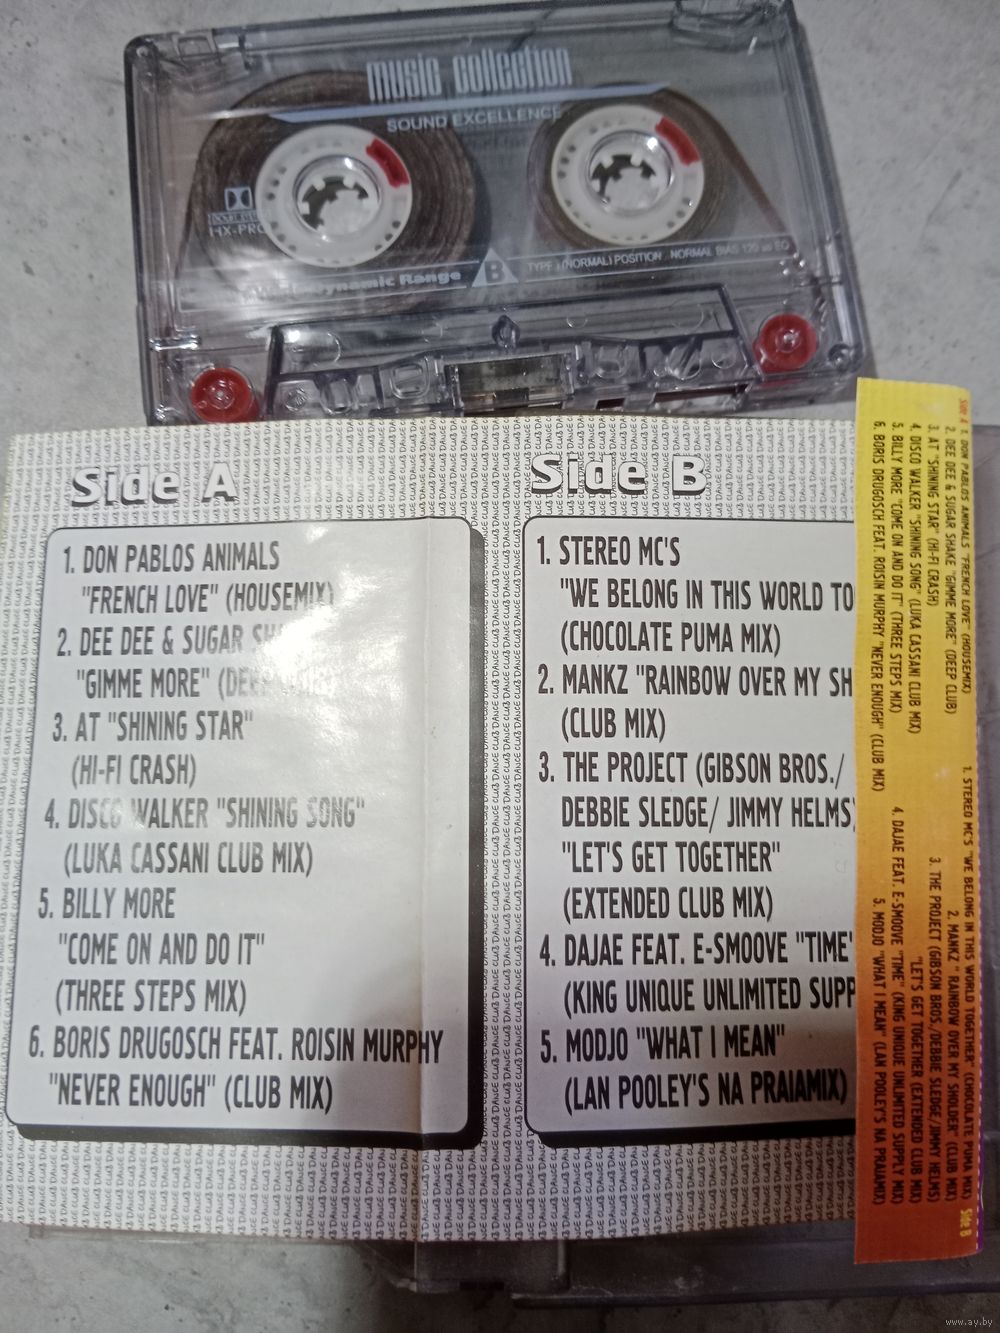 music collection
SOUND EXCELLENCE
HX-PRO
Dynamic Range
B
TYPE I (NORMAL) POSITION . NORMAL BIAS 120 us EQ
Side A
1. DON PABLOS ANIMALS
"FRENCH LOVE" (HOUSEMIX)
2. DEE DEE & SUGAR
"GIMME MORE"
3. AT "SHINING STAR"
(HI-FI CRASH)
4. DISCO WALKER "SHINING SONG"
(LUKA CASSANI CLUB MIX)
5. BILLY MORE
"COME ON AND DO IT"
(THREE STEPS MIX)
6. BORIS DRUGOSCH FEAT. ROISIN MURPHY
"NEVER ENOUGH" (CLUB MIX)
Side B
1. STEREO MC'S
"WE BELONG IN THIS WORLD TO
(CHOCOLATE PUMA MIX)
2. MANKZ "RAINBOW OVER MY SH
(CLUB MIX)
3. THE PROJECT (GIBSON BROS./
DEBBIE SLEDGE/ JIMMY HELMS)
"LET'S GET TOGETHER"
(EXTENDED CLUB MIX)
4. DAJAE FEAT. E-SMOOVE "TIME"
(KING UNIQUE UNLIMITED SUPP
5. MODJO "WHAT I MEAN"
(LAN POOLEY'S NA PRAIAMIX)
Side A
1. DON PABLOS ANIMALS "FRENCH LOVE" (HOUSEMIX)
2. DEE DEE & SUGAR SHAKE "GIMME MORE" (DEEP CLUB)
3. AT "SHINING STAR" (HI-FI CRASH)
4. DISCO WALKER "SHINING SONG" (LUKA CASSANI CLUB MIX)
5. BILLY MORE "COME ON AND DO IT" (THREE STEPS MIX)
6. BORIS DRUGOSCH FEAT. ROISIN MURPHY "NEVER ENOUGH" (CLUB MIX)
1. STEREO MC'S "WE BELONG IN THIS WORLD TOGETHER" (CHOCOLATE PUMA MIX)
2. MANKZ " RAINBOW OVER MY SHOLDER" (CLUB MIX)
3. THE PROJECT (GIBSON BROS./DEBBIE SLEDGE/JIMMY HELMS)
"LET'S GET TOGETHER (EXTENDED CLUB MIX)
4. DAJAE FEAT. E-SMOOVE "TIME" (KING UNIQUE UNLIMITED SUPPLY MIX)
5. MODJO "WHAT I MEAN" (LAN POOLEY'S NA PRAIAMIX)
Side B
www.ay.by